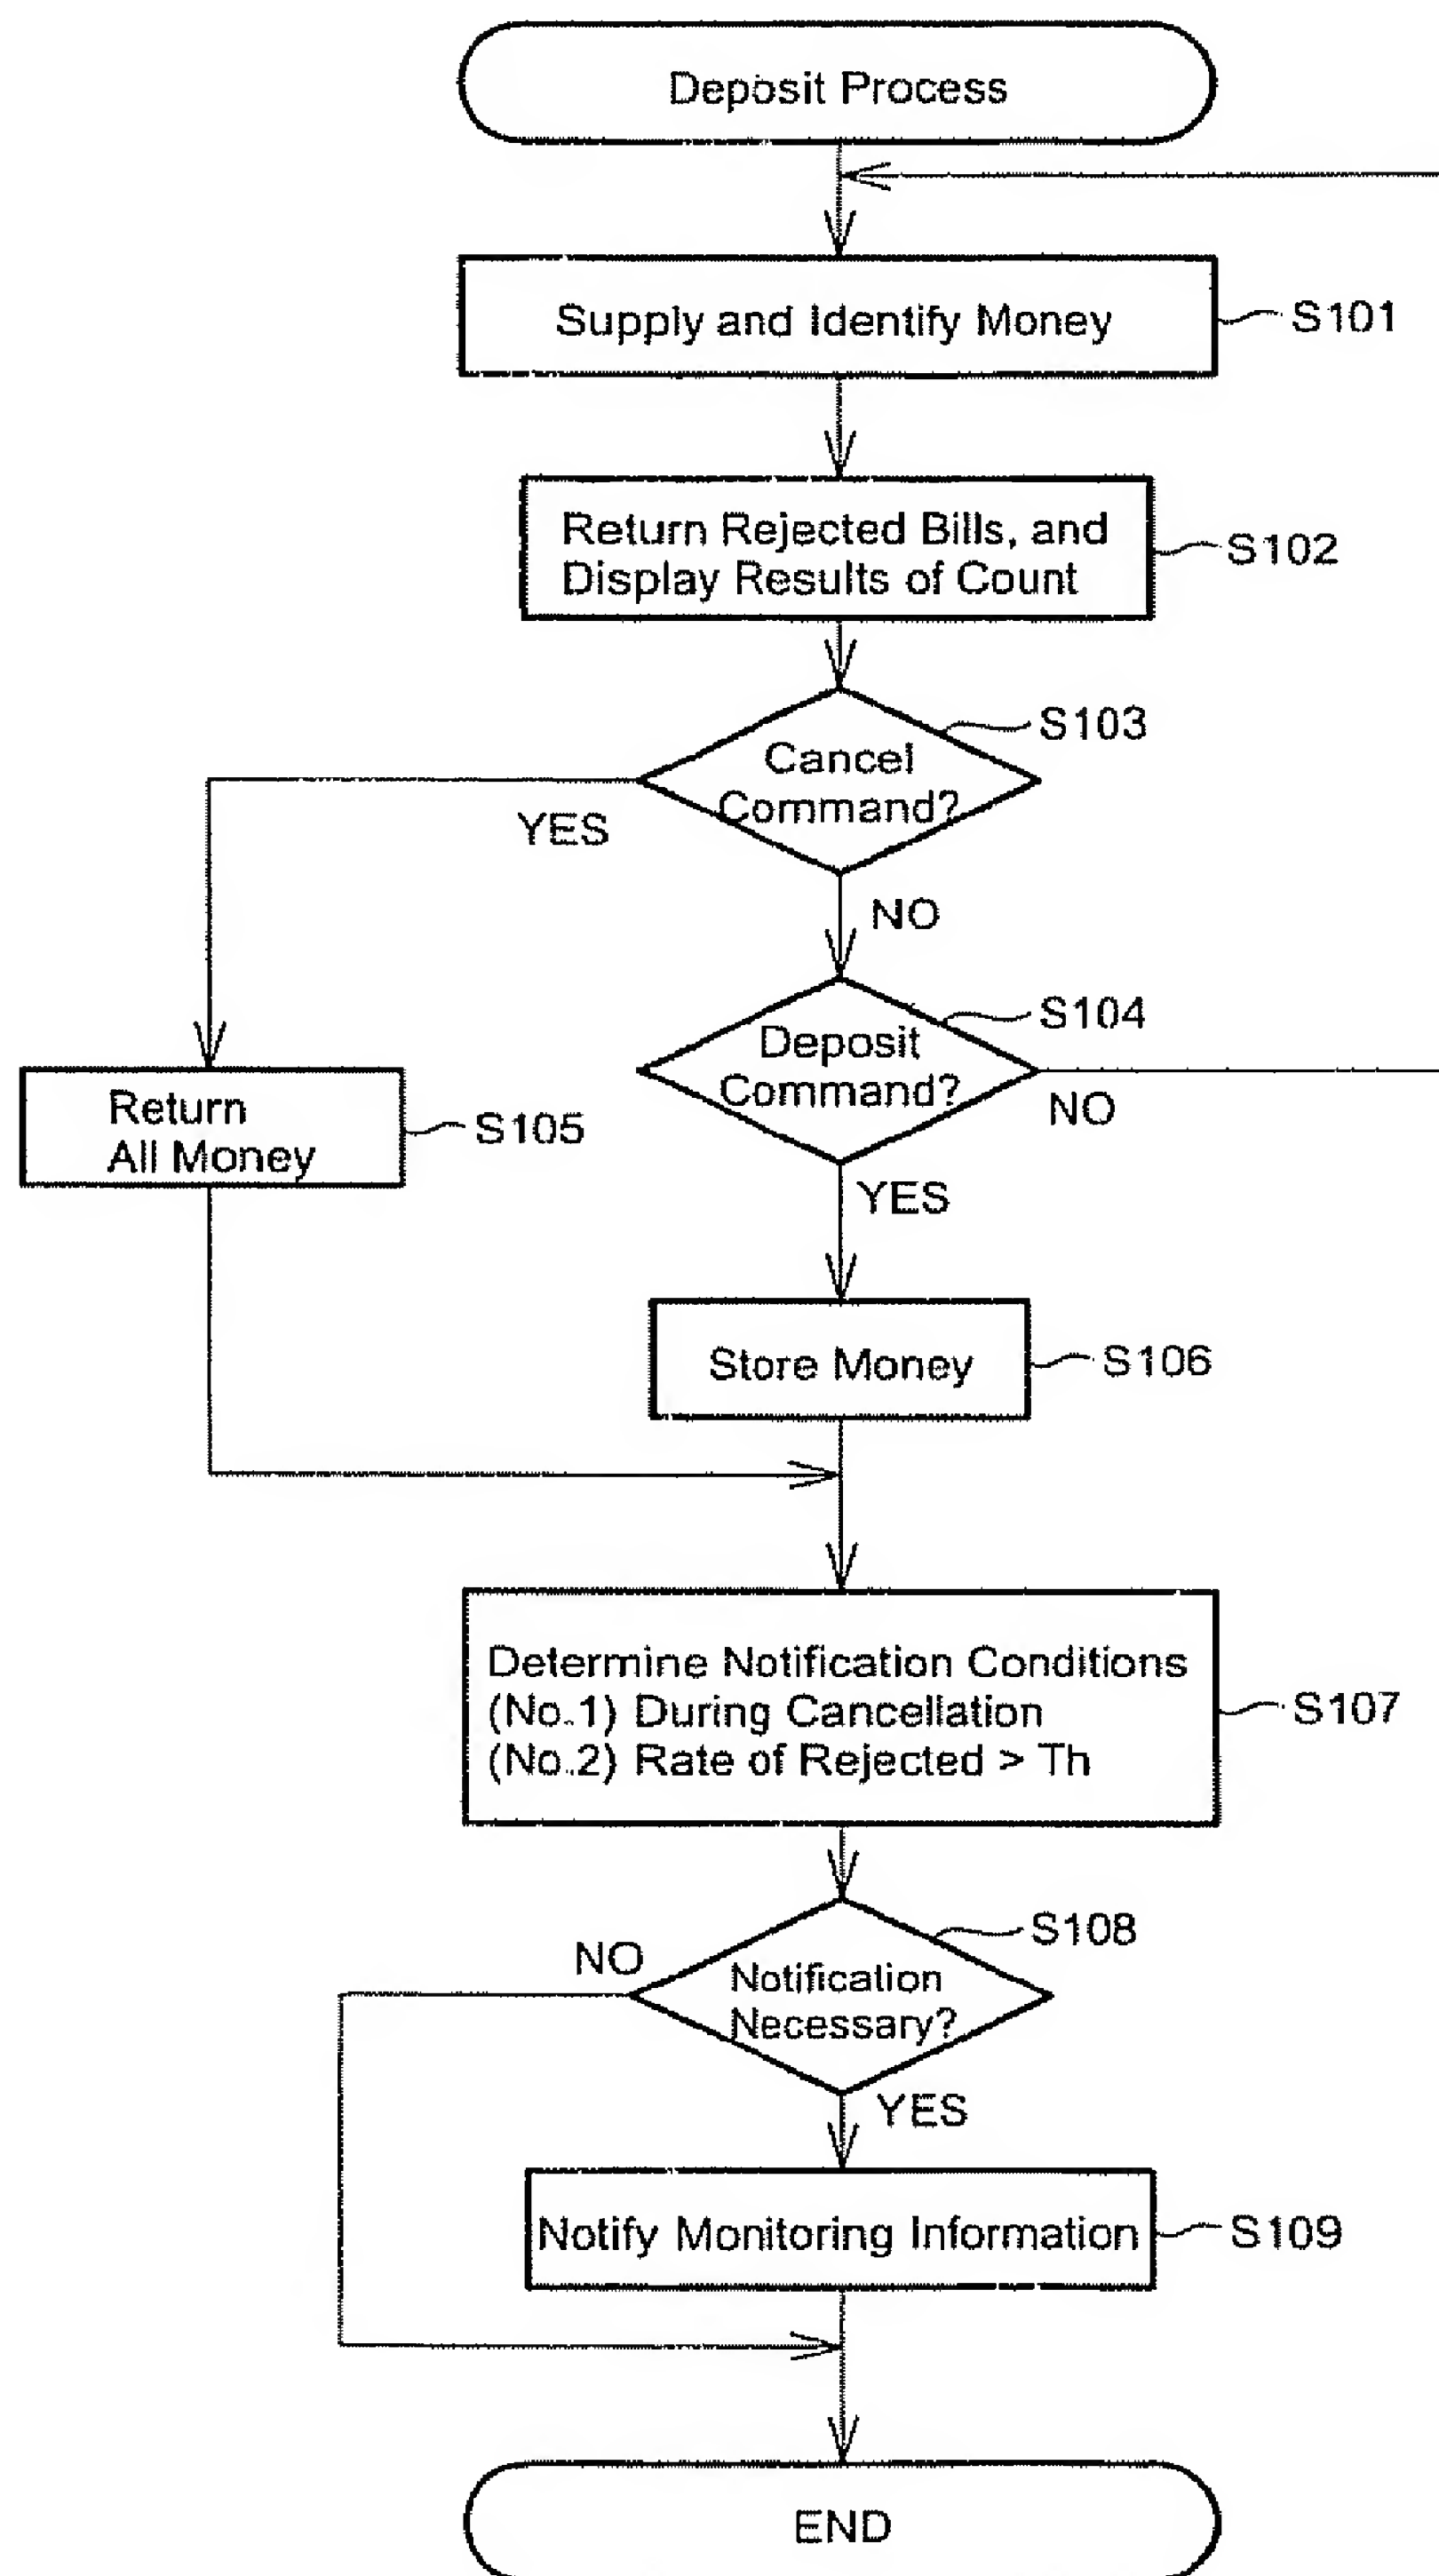 Deposit Process
Supply and Identify Money
S101
Return Rejected Bills, and
Display Results of Count
S102
S103
Cancel
Command?
YES
NO
S104
Deposit
Command?
NO
Return
All Money
S105
YES
Store Money
S106
Determine Notification Conditions
(No.1) During Cancellation
(No.2) Rate of Rejected > Th
S107
S108
NO
Notification
Necessary?
YES
Notify Monitoring Information
S109
END